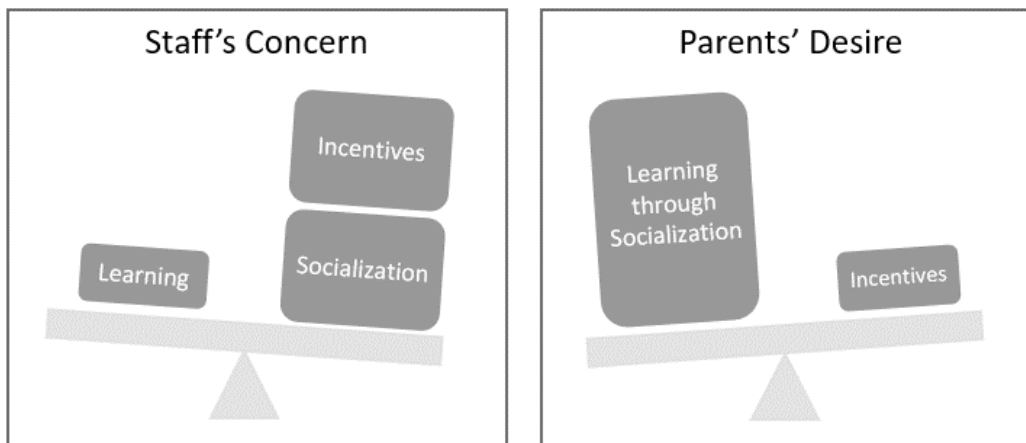 Staff's Concern
Incentives
Socialization
Learning
Parents' Desire
Learning
through
Socialization
Incentives